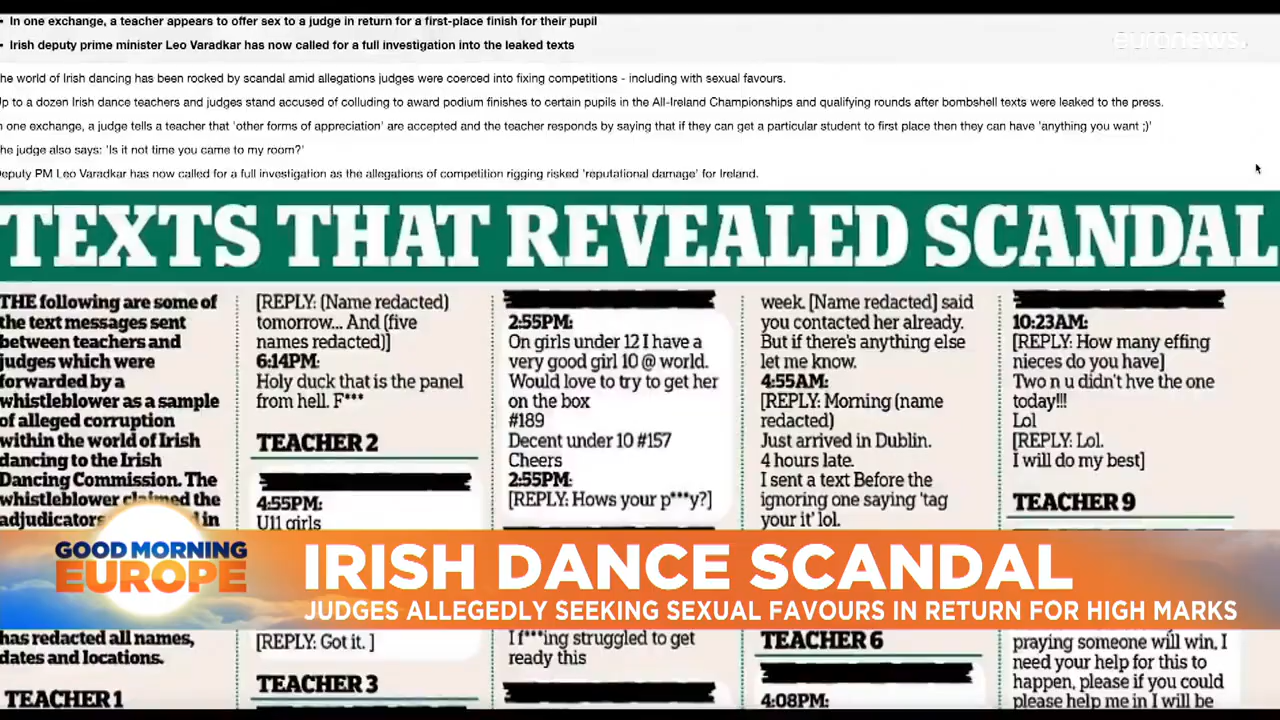 • In one exchange, a teacher appears to offer sex to a judge in return for a first-place finish for their pupil
• Irish deputy prime minister Leo Varadkar has now called for a full investigation into the leaked texts
euronews.
he world of Irish dancing has been rocked by scandal amid allegations judges were coerced into fixing competitions - including with sexual favours.
Up to a dozen Irish dance teachers and judges stand accused of colluding to award podium finishes to certain pupils in the All-Ireland Championships and qualifying rounds after bombshell texts were leaked to the press.
n one exchange, a judge tells a teacher that 'other forms of appreciation' are accepted and the teacher responds by saying that if they can get a particular student to first place then they can have 'anything you want ;)'
he judge also says: 'Is it not time you came to my room?'
Deputy PM Leo Varadkar has now called for a full investigation as the allegations of competition rigging risked 'reputational damage' for Ireland.
TEXTS THAT REVEALED SCANDAL
THE following are some of
the text messages sent
between teachers and
judges which were
forwarded by a
whistleblower as a sample
of alleged corruption
within the world of Irish
dancing to the Irish
Dancing Commission. The
whistleblower claimed the
adjudicators in
has redacted all names,
dates and locations.
TEACHER 1
[REPLY: (Name redacted)
tomorrow... And (five
names redacted)]
6:14PM:
Holy duck that is the panel
from hell. F***
TEACHER 2
4:55PM:
U11 girls
[REPLY: Got it. ]
TEACHER 3
2:55PM:
On girls under 12 I have a
very good girl 10 @ world.
Would love to try to get her
on the box
#189
Decent under 10 #157
Cheers
2:55PM:
[REPLY: Hows your p***y?]
I f***ing struggled to get
ready this
week. [Name redacted] said
you contacted her already.
But if there's anything else
let me know.
4:55AM:
[REPLY: Morning (name
redacted)
Just arrived in Dublin.
4 hours late.
I sent a text Before the
ignoring one saying 'tag
your it' lol.
TEACHER 6
4:08PM:
10:23AM:
[REPLY: How many effing
nieces do you have]
Two n u didn't hve the one
today!!!
Lol
[REPLY: Lol.
I will do my best]
TEACHER 9
praying someone will win, I
need your help for this to
happen, please if you could
please help me in I will be
GOOD MORNING
EUROPE
IRISH DANCE SCANDAL
JUDGES ALLEGEDLY SEEKING SEXUAL FAVOURS IN RETURN FOR HIGH MARKS